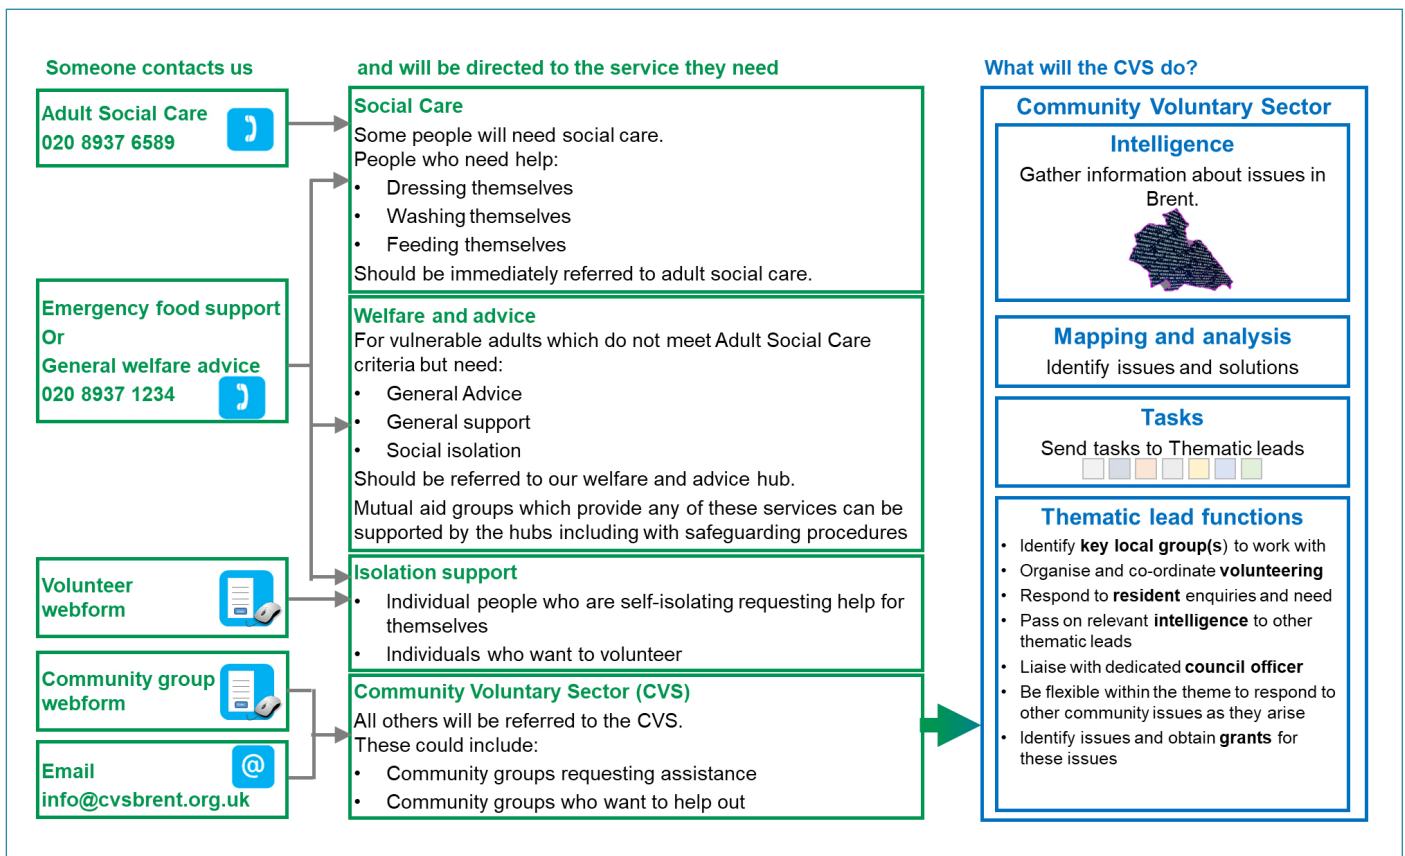 Someone contacts us
Adult Social Care
020 8937 6589
Emergency food support
Or
General welfare advice
020 8937 1234
Volunteer
webform
Community group
webform
Email
@
info@cvsbrent.org.uk
and will be directed to the service they need
Social Care
Some people will need social care.
People who need help:
• Dressing themselves
• Washing themselves
• Feeding themselves
Should be immediately referred to adult social care.
Welfare and advice
For vulnerable adults which do not meet Adult Social Care
criteria but need:
• General Advice
• General support
• Social isolation
Should be referred to our welfare and advice hub.
Mutual aid groups which provide any of these services can be
supported by the hubs including with safeguarding procedures
Isolation support
• Individual people who are self-isolating requesting help for
themselves
• Individuals who want to volunteer
Community Voluntary Sector (CVS)
All others will be referred to the CVS.
These could include:
• Community groups requesting assistance
• Community groups who want to help out
What will the CVS do?
Community Voluntary Sector
Intelligence
Gather information about issues in
Brent.
Mapping and analysis
Identify issues and solutions
Tasks
Send tasks to Thematic leads
Thematic lead functions
• Identify key local group(s) to work with
• Organise and co-ordinate volunteering
• Respond to resident enquiries and need
• Pass on relevant intelligence to other
thematic leads
• Liaise with dedicated council officer
• Be flexible within the theme to respond to
other community issues as they arise
• Identify issues and obtain grants for
these issues